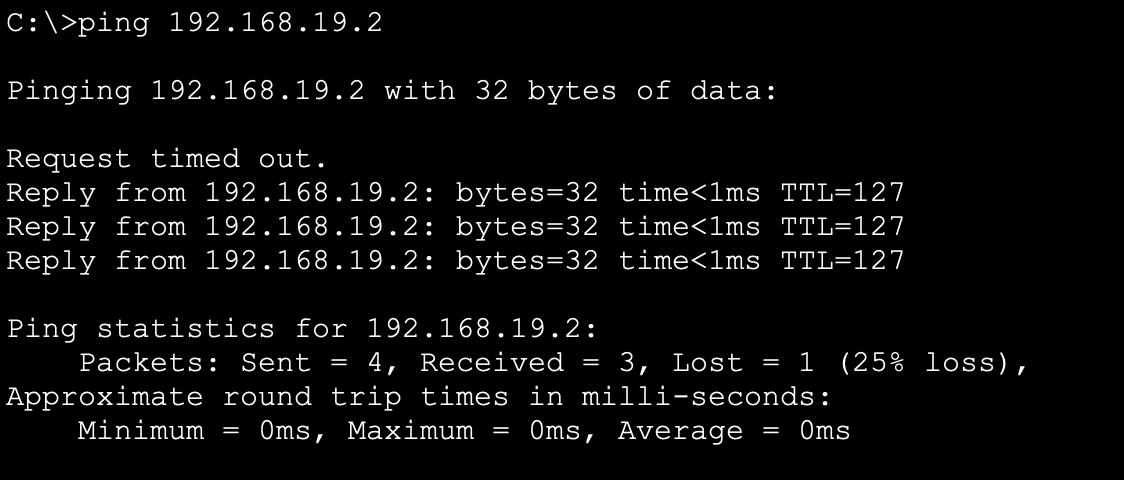 C:\>ping 192.168.19.2
Pinging 192.168.19.2 with 32 bytes of data:
Request timed out.
Reply from 192.168.19.2: bytes=32 time<1ms TTL=127
Reply from 192.168.19.2: bytes=32 time<1ms TTL=127
Reply from 192.168.19.2: bytes=32 time<1ms TTL=127
Ping statistics for 192.168.19.2:
    Packets: Sent = 4, Received = 3, Lost = 1 (25% loss),
Approximate round trip times in milli-seconds:
    Minimum = 0ms, Maximum = 0ms, Average = 0ms